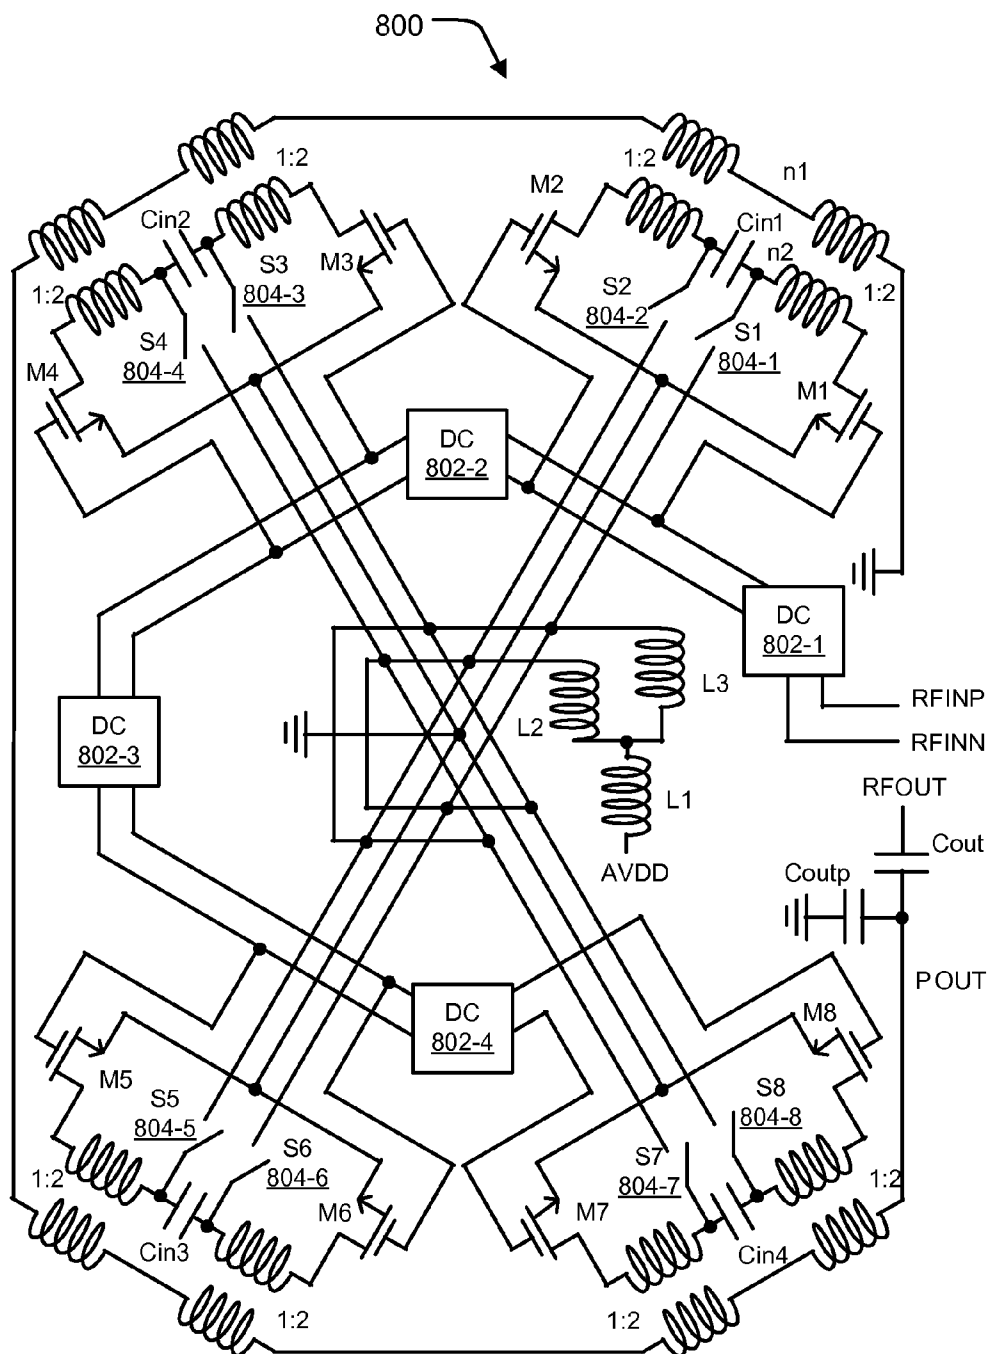 800
1:2
1:2
n1
M2
Cin2
Cin1
S3
804-3
M3
n2
1:2
S2
804-2
1:2
S4
804-4
S1
804-1
M4
M1
DC
802-2
DC
802-1
L3
L2
RFINP
DC
802-3
RFINN
RFOUT
L1
Cout
AVDD
Coutp
POUT
DC
802-4
M8
M5
S5
804-5
S8
804-8
S6
804-6
S7
804-7
1:2
1:2
M6
M7
Cin3
Cin4
1:2
1:2